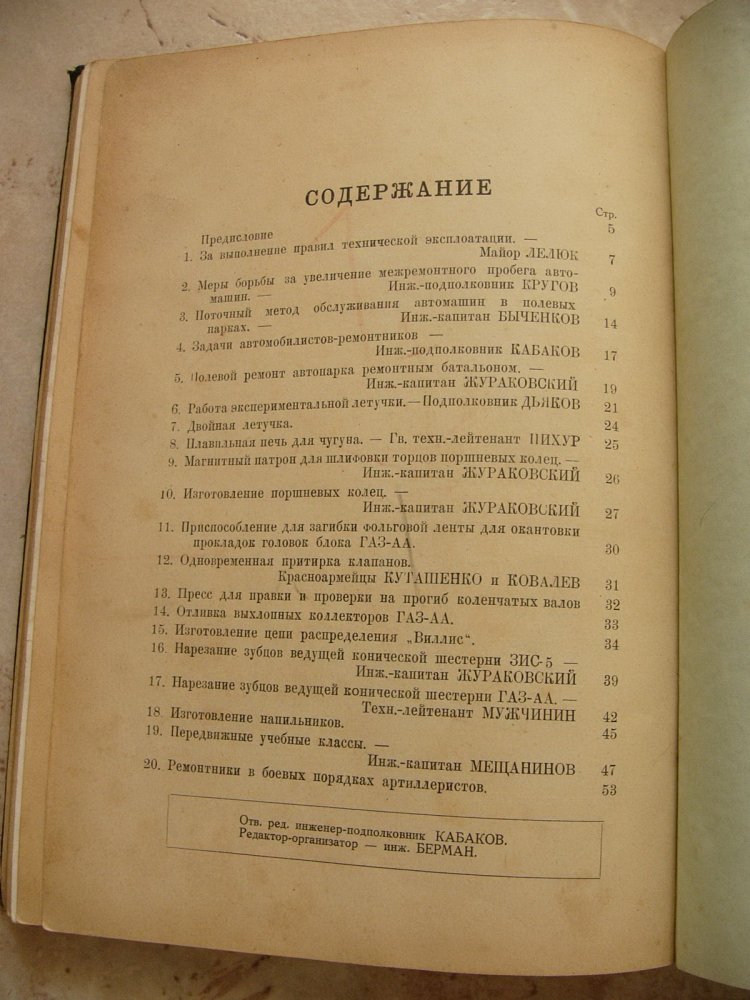 СОДЕРЖАНИЕ
Стр.
Предисловие 5
1. За выполнение правил технической эксплоатации. —
Майор ЛЕЛЮК 7
2. Меры борьбы за увеличение межремонтного пробега авто-
машин. — Инж.-подполковник КРУГОВ 9
3. Поточный метод обслуживания автомашин в полевых
парках. — Инж.-капитан БЫЧЕНКОВ 14
4. Задачи автомобилистов-ремонтников —
Инж.-подполковник КАБАКОВ 17
5. Полевой ремонт автопарка ремонтным батальоном. —
Инж.-капитан ЖУРАКОВСКИЙ 19
6. Работа экспериментальной летучки. — Подполковник ДЬЯКОВ 21
7. Двойная летучка. 24
8. Плавильная печь для чугуна. — Гв. техн.-лейтенант ПИХУР 25
9. Магнитный патрон для шлифовки торцов поршневых колец. —
Инж.-капитан ЖУРАКОВСКИЙ 26
10. Изготовление поршневых колец. —
Инж.-капитан ЖУРАКОВСКИЙ 27
11. Приспособление для загибки фольговой ленты для окантовки
прокладок головок блока ГАЗ-АА. 30
12. Одновременная притирка клапанов.
Красноармейцы КУТАШЕНКО и КОВАЛЕВ 31
13. Пресс для правки и проверки на прогиб коленчатых валов 32
14. Отливка выхлопных коллекторов ГАЗ-АА. 33
15. Изготовление цепи распределения „Виллис". 34
16. Нарезание зубцов ведущей конической шестерни ЗИС-5 —
Инж.-капитан ЖУРАКОВСКИЙ 39
17. Нарезание зубцов ведущей конической шестерни ГАЗ-АА. —
Техн.-лейтенант МУЖЧИНИН 42
18. Изготовление напильников. 45
19. Передвижные учебные классы. —
Инж.-капитан МЕЩАНИНОВ 47
20. Ремонтники в боевых порядках артиллеристов. 53
Отв. ред. инженер-подполковник КАБАКОВ.
Редактор-организатор — инж. БЕРМАН.